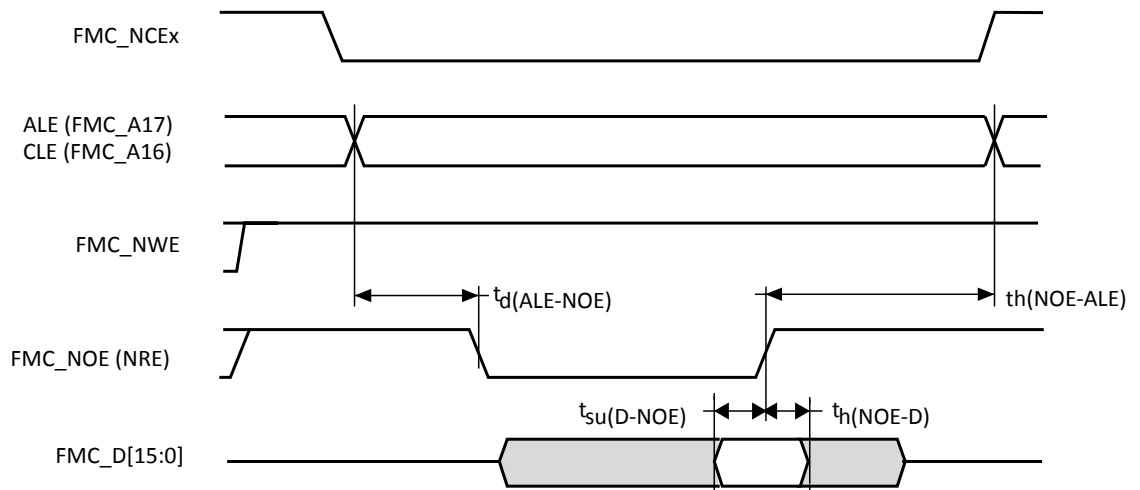 FMC_NCEx
ALE (FMC_A17)
CLE (FMC_A16)
FMC_NWE
td(ALE-NOE)
th(NOE-ALE)
FMC_NOE (NRE)
tsu(D-NOE)
th(NOE-D)
FMC_D[15:0]